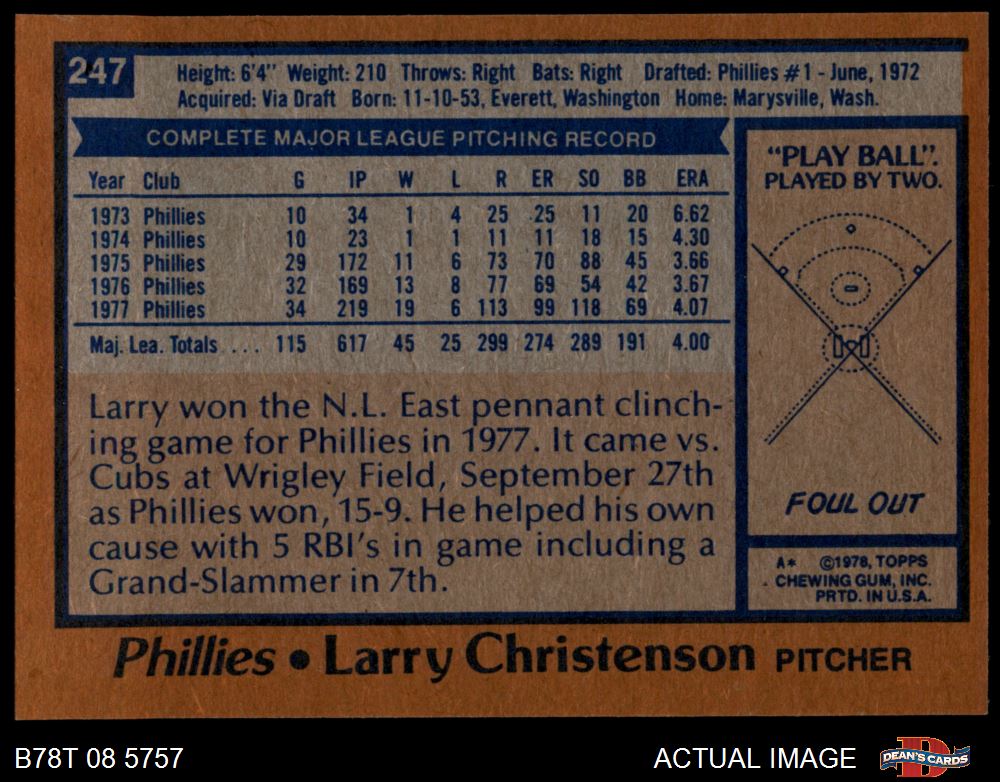 247
Height: 6'4" Weight: 210 Throws: Right Bats: Right Drafted: Phillies #1 - June, 1972
Acquired: Via Draft Born: 11-10-53, Everett, Washington Home: Marysville, Wash.
COMPLETE MAJOR LEAGUE PITCHING RECORD
Year Club G IP W L R ER SO BB ERA
1973 Phillies 10 34 1 4 25 25 11 20 6.62
1974 Phillies 10 23 1 1 11 11 18 15 4.30
1975 Phillies 29 172 11 6 73 70 88 45 3.66
1976 Phillies 32 169 13 8 77 69 54 42 3.67
1977 Phillies 34 219 19 6 113 99 118 69 4.07
Maj. Lea. Totals .... 115 617 45 25 299 274 289 191 4.00
Larry won the N.L. East pennant clinch-
ing game for Phillies in 1977. It came vs.
Cubs at Wrigley Field, September 27th
as Phillies won, 15-9. He helped his own
cause with 5 RBI's in game including a
Grand-Slammer in 7th.
"PLAY BALL".
PLAYED BY TWO.
FOUL OUT
A* ©1978, TOPPS
CHEWING GUM, INC.
PRTD. IN U.S.A.
Phillies • Larry Christenson PITCHER
B78T 08 5757
ACTUAL IMAGE
DEAN'S CARDS